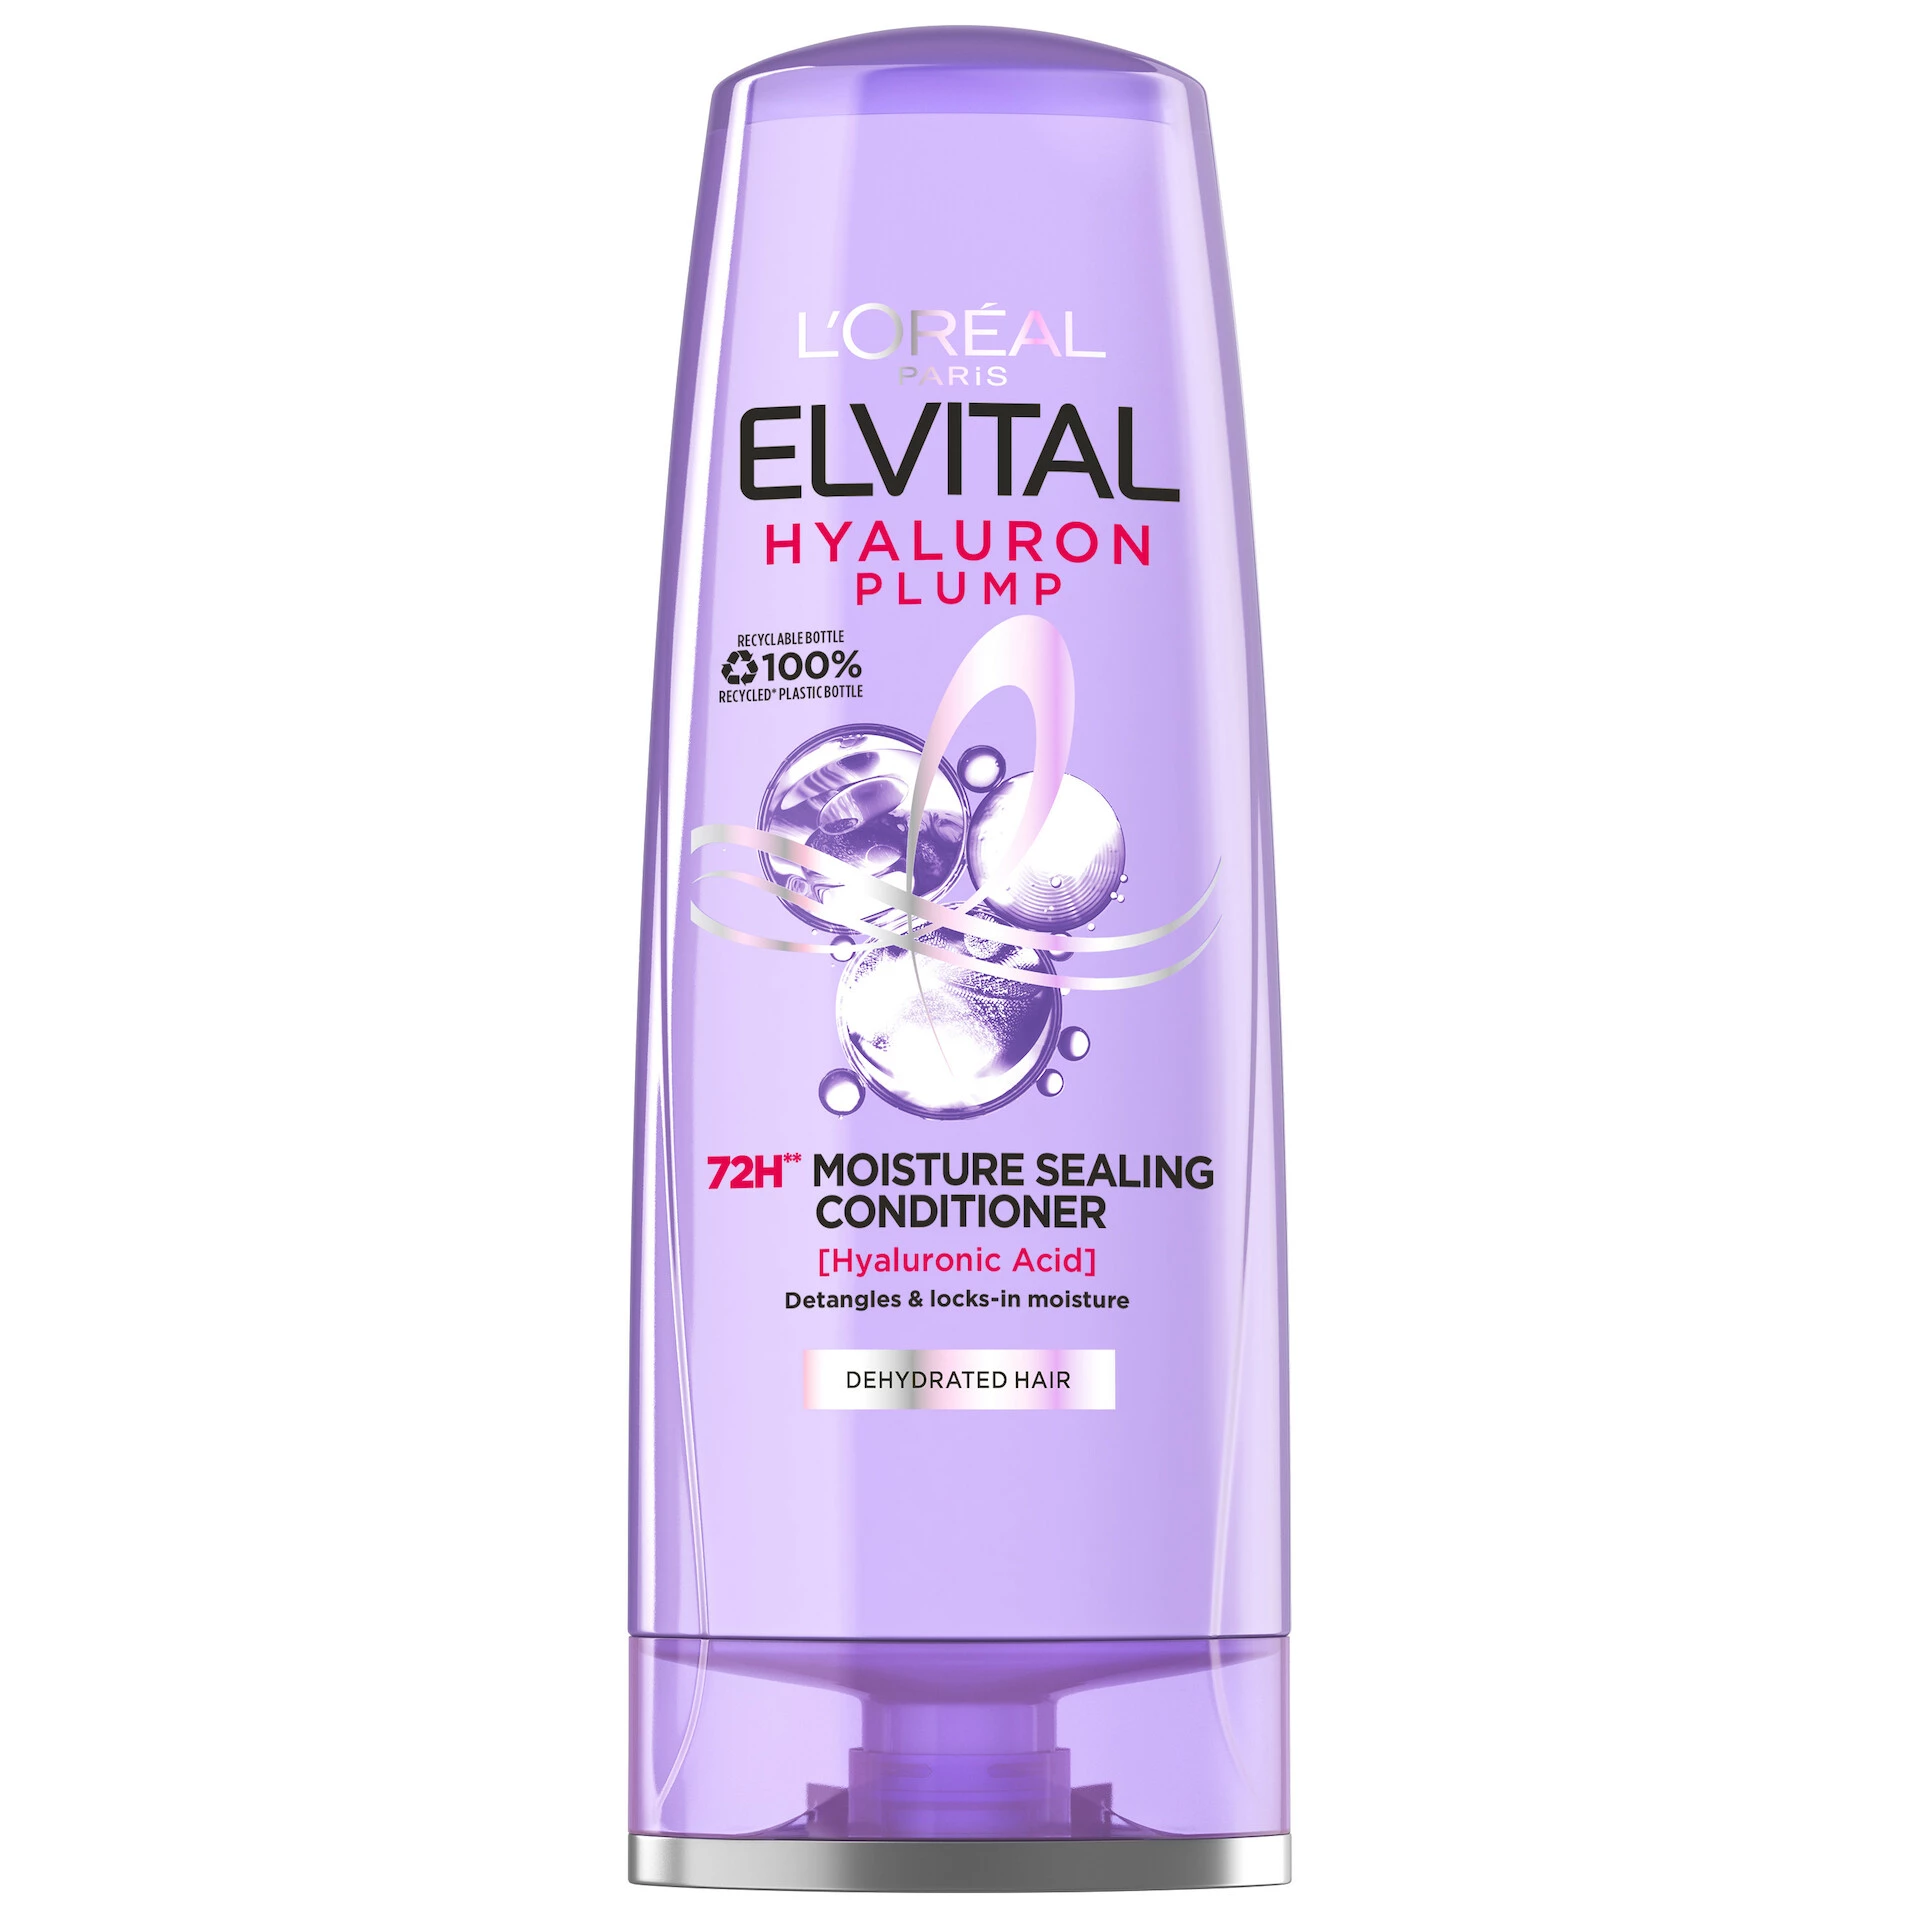 L'ORÉAL
PARiS
ELVITAL
HYALURON
PLUMP
RECYCLABLE BOTTLE
100%
RECYCLED* PLASTIC BOTTLE
72H** MOISTURE SEALING
CONDITIONER
[Hyaluronic Acid]
Detangles & locks-in moisture
DEHYDRATED HAIR